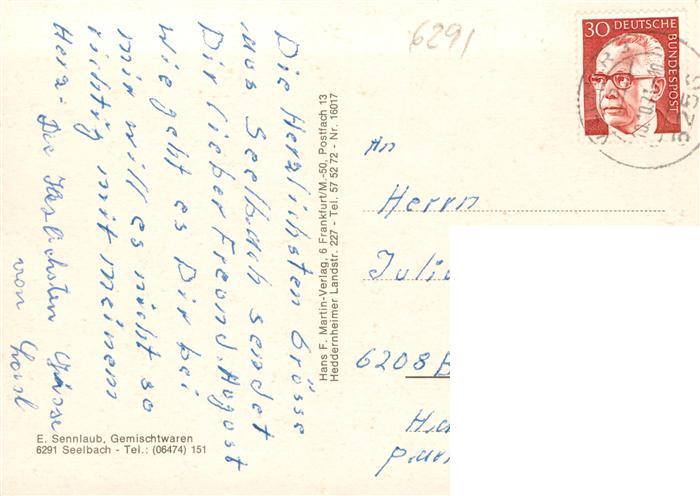 Die Herzlichsten Grösse
aus Seelbach sendet
Dir lieber Freond. August
wie geht es Dir bei
mir will es nicht so
richtig mit meinem
Herz. Die Herzlichsten Grüsse
von
6291
30 DEUTSCHE
BUNDESPOST
An
Herrn
6208
Hans F. Martin-Verlag, 6 Frankfurt/M.-50, Postfach 13
Heddernheimer Landstr. 227 - Tel. 57 52 72 - Nr. 16017
E. Sennlaub, Gemischtwaren
6291 Seelbach - Tel.: (06474) 151